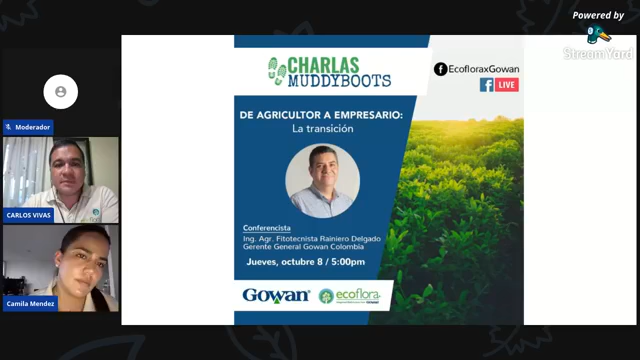 Powered by
StreamYard
CHARLAS
MUDDYBOOTS
EcofloraxGowan
f LIVE
DE AGRICULTOR A EMPRESARIO:
La transición
Moderador
CARLOS VIVAS
Camila Mendez
Conferencista
Ing. Agr. Fitotecnista Rainiero Delgado
Gerente General Gowan Colombia
Jueves, octubre 8 / 5:00pm
Gowan
ecoflora